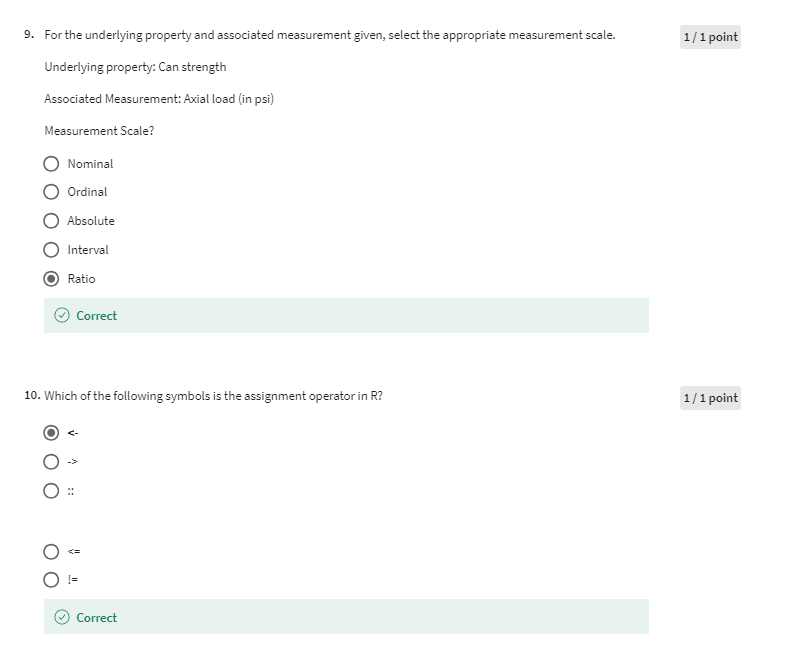 9. For the underlying property and associated measurement given, select the appropriate measurement scale.
1 / 1 point
Underlying property: Can strength
Associated Measurement: Axial load (in psi)
Measurement Scale?
Nominal
Ordinal
Absolute
Interval
Ratio
Correct
10. Which of the following symbols is the assignment operator in R?
1 / 1 point
<-
->
::
<=
!=
Correct